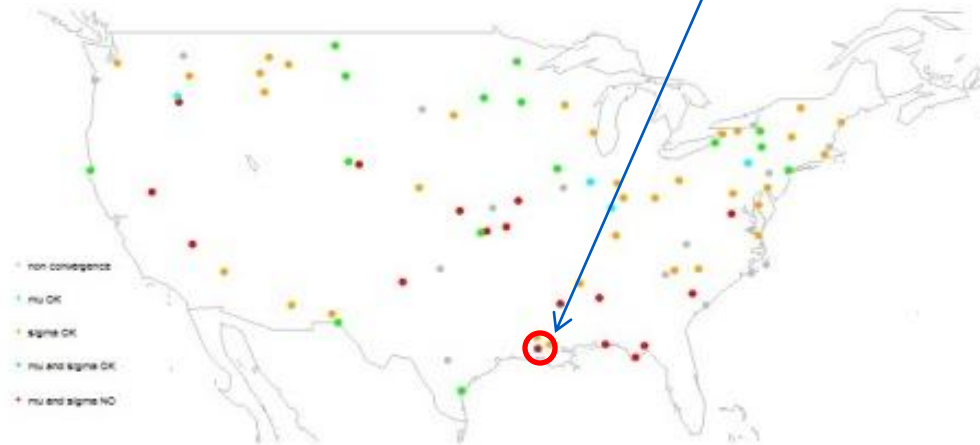 non convergence
mu OK
sigma OK
mu and sigma OK
mu and sigma NO